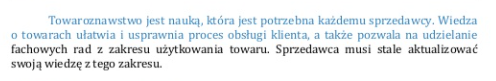 Towaroznawstwo jest nauką, która jest potrzebna każdemu sprzedawcy. Wiedza
o towarach ułatwia i usprawnia proces obsługi klienta, a także pozwala na udzielanie
fachowych rad z zakresu użytkowania towaru. Sprzedawca musi stale aktualizować
swoją wiedzę z tego zakresu.